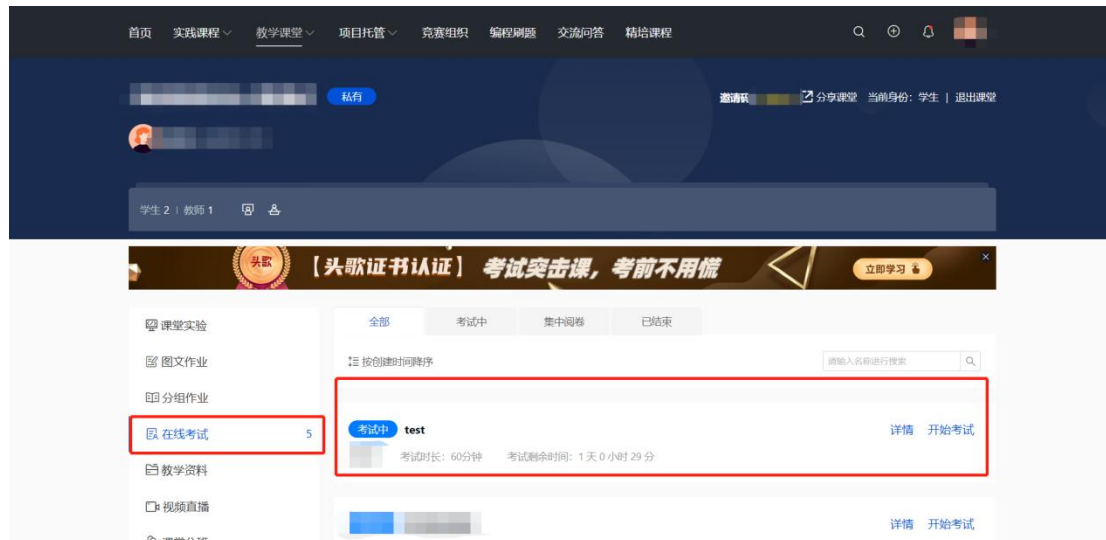 首页 实践课程 教学课堂 项目托管 竞赛组织 编程刷题 交流问答 精培课程
私有
邀请码 分享课堂 当前身份：学生 | 退出课堂
学生 2 | 教师 1
头歌 【头歌证书认证】 考试突击课，考前不用慌 立即学习
课堂实验
全部 考试中 集中阅卷 已结束
图文作业
按创建时间降序 请输入名称进行搜索
分组作业
在线考试 5
考试中 test 详情 开始考试
考试时长：60分钟 考试剩余时间：1 天 0 小时 29 分
教学资料
视频直播
详情 开始考试